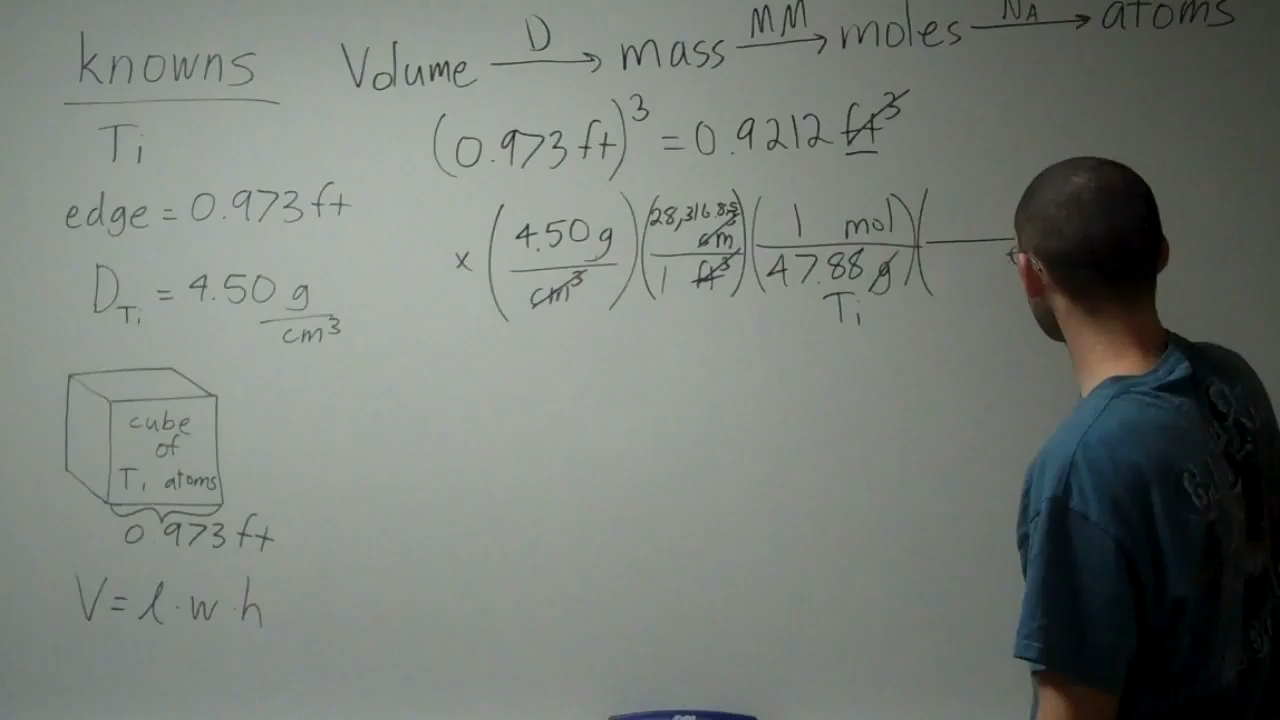 knowns
Volume D→ mass MM→ moles NA→ atoms
Ti
(0.973 ft)³ = 0.9212 ft³
edge = 0.973 ft
× (4.50 g / cm³) (28,316.85 cm³ / 1 ft³) (1 mol / 47.88 g) (
Ti
D_Ti = 4.50 g / cm³
cube
of
Ti atoms
0.973 ft
V = l · w · h